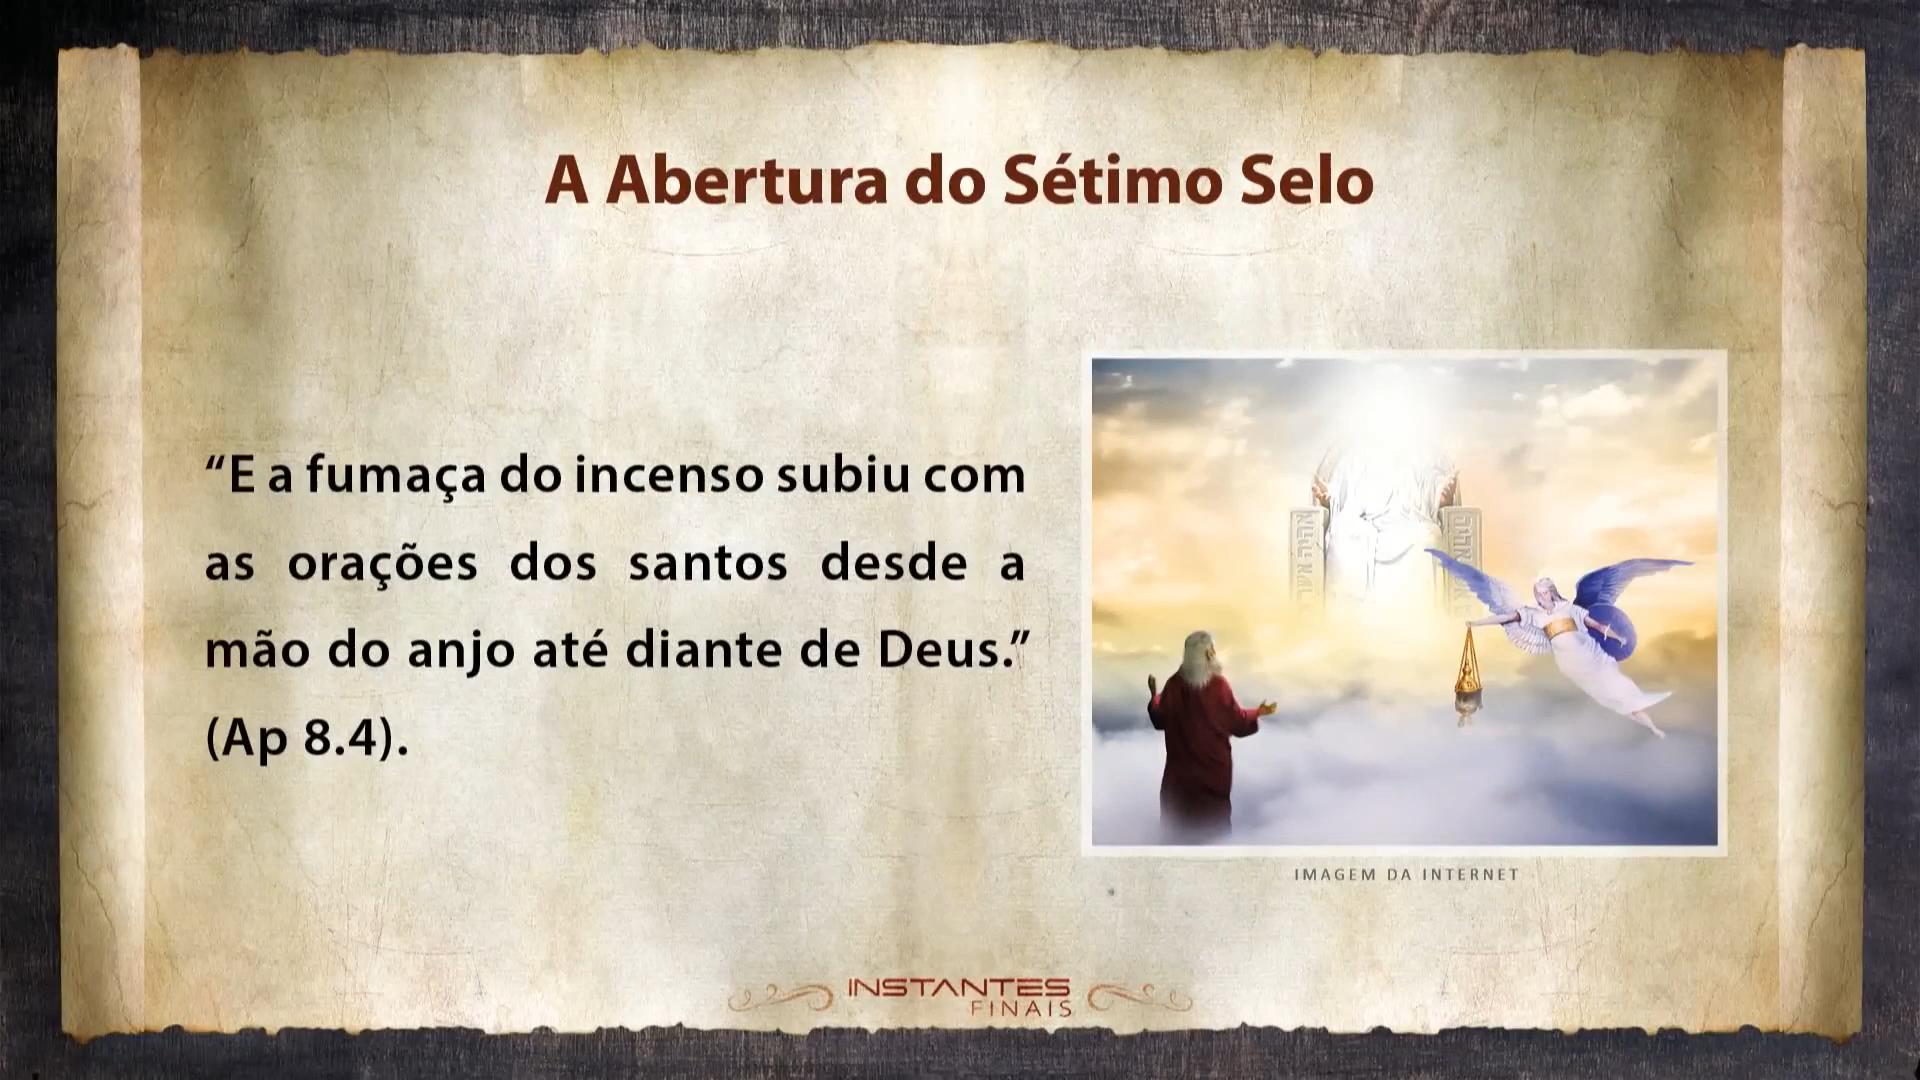 A Abertura do Sétimo Selo
“E a fumaça do incenso subiu com
as orações dos santos desde a
mão do anjo até diante de Deus.”
(Ap 8.4).
IMAGEM DA INTERNET
INSTANTES
FINAIS